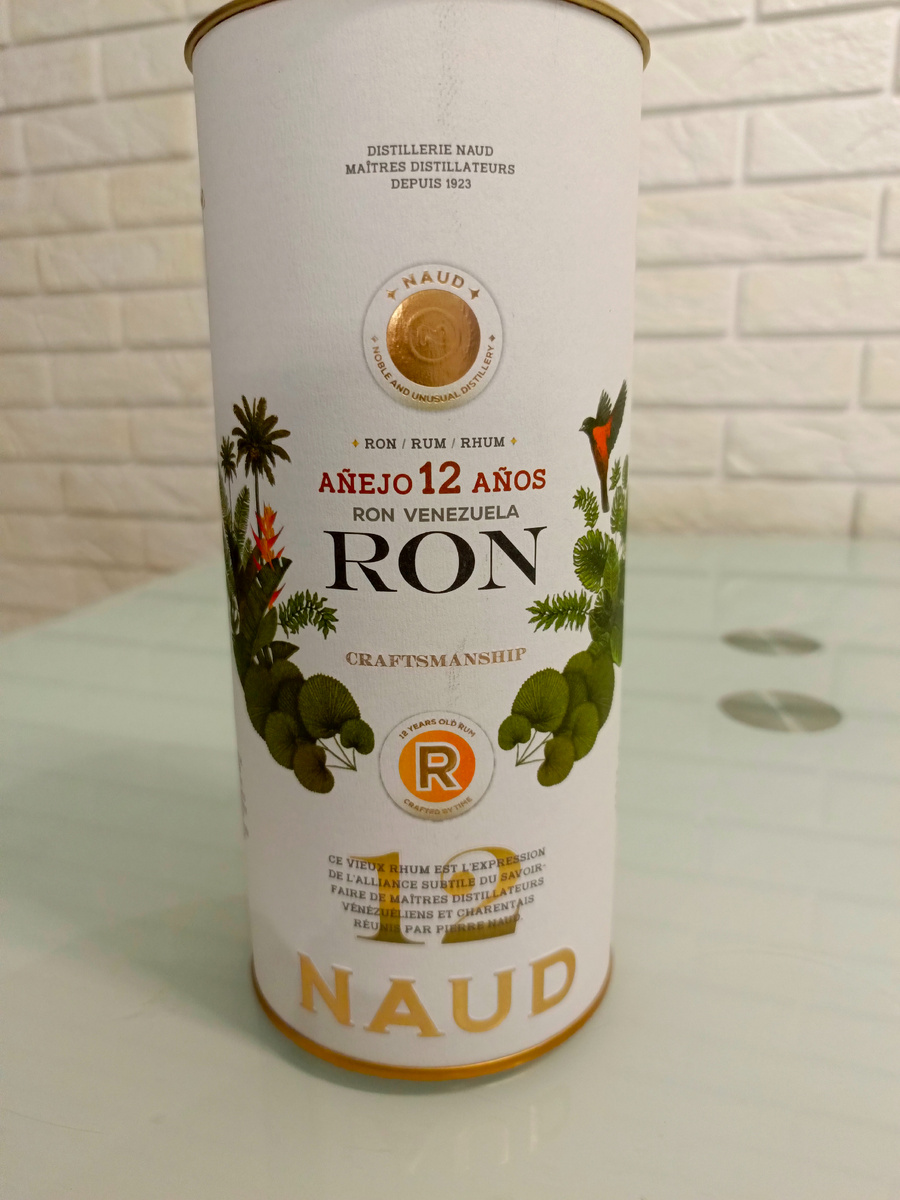 DISTILLERIE NAUD
MAÎTRES DISTILLATEURS
DEPUIS 1923
NAUD
NOBLE AND UNUSUAL DISTILLERY
RON / RUM / RHUM
AÑEJO 12 AÑOS
RON VENEZUELA
RON
CRAFTSMANSHIP
12 YEARS OLD RUM
R
CRAFTED BY TIME
12
CE VIEUX RHUM EST L'EXPRESSION
DE L'ALLIANCE SUBTILE DU SAVOIR-
FAIRE DE MAÎTRES DISTILLATEURS
VÉNÉZUÉLIENS ET CHARENTAIS
RÉUNIS PAR PIERRE NAUD.
NAUD